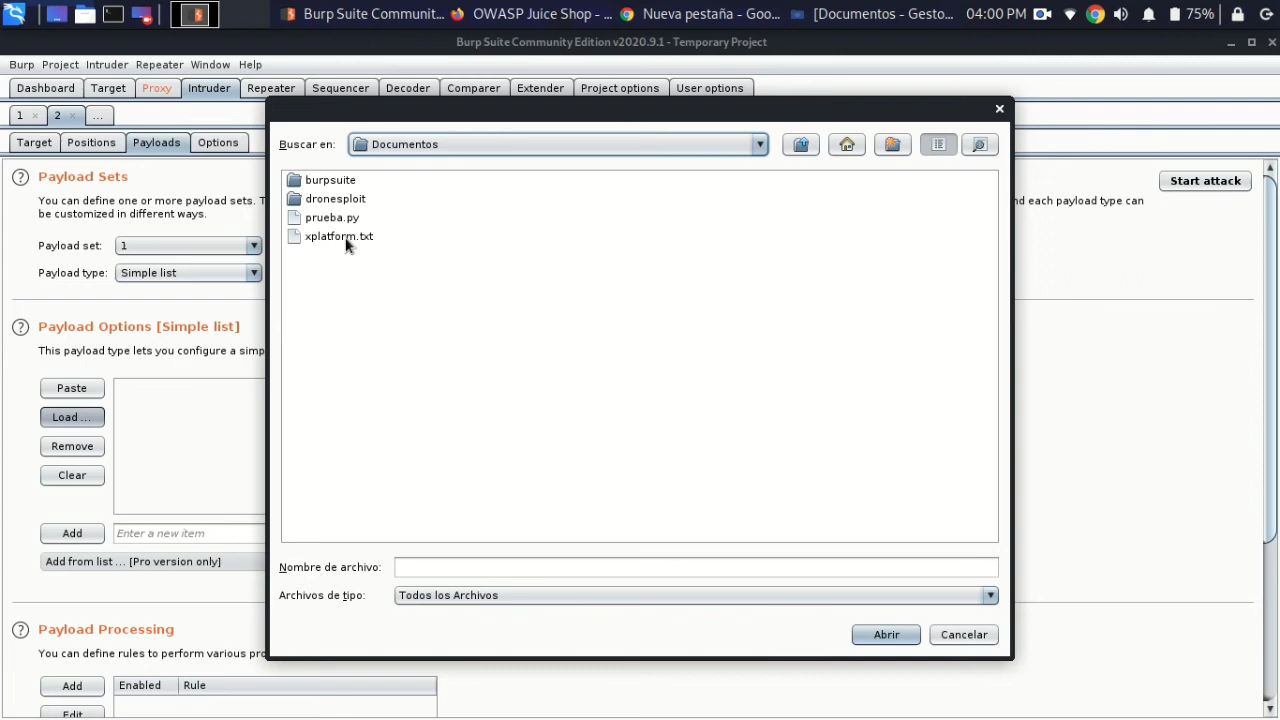 Burp Suite Communit... OWASP Juice Shop - ... Nueva pestaña - Goo... [Documentos - Gesto... 04:00 PM 75%
Burp Suite Community Edition v2020.9.1 - Temporary Project
Burp Project Intruder Repeater Window Help
Dashboard Target Proxy Intruder Repeater Sequencer Decoder Comparer Extender Project options User options
1 × 2 × ...
Target Positions Payloads Options
Buscar en: Documentos
? Payload Sets Start attack
burpsuite
You can define one or more payload sets. T nd each payload type can
dronesploit
be customized in different ways.
prueba.py
xplatform.txt
Payload set: 1
Payload type: Simple list
? Payload Options [Simple list]
This payload type lets you configure a simp
Paste
Load ...
Remove
Clear
Add Enter a new item
Add from list ... [Pro version only]
Nombre de archivo:
Archivos de tipo: Todos los Archivos
Abrir Cancelar
? Payload Processing
You can define rules to perform various pro
Add Enabled Rule
Edit